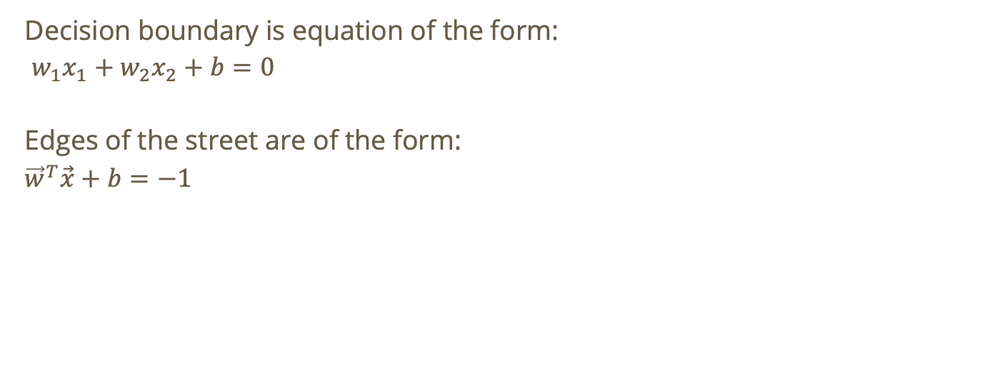 Decision boundary is equation of the form:
w₁x₁ + w₂x₂ + b = 0
Edges of the street are of the form:
w⃗ᵀx⃗ + b = −1